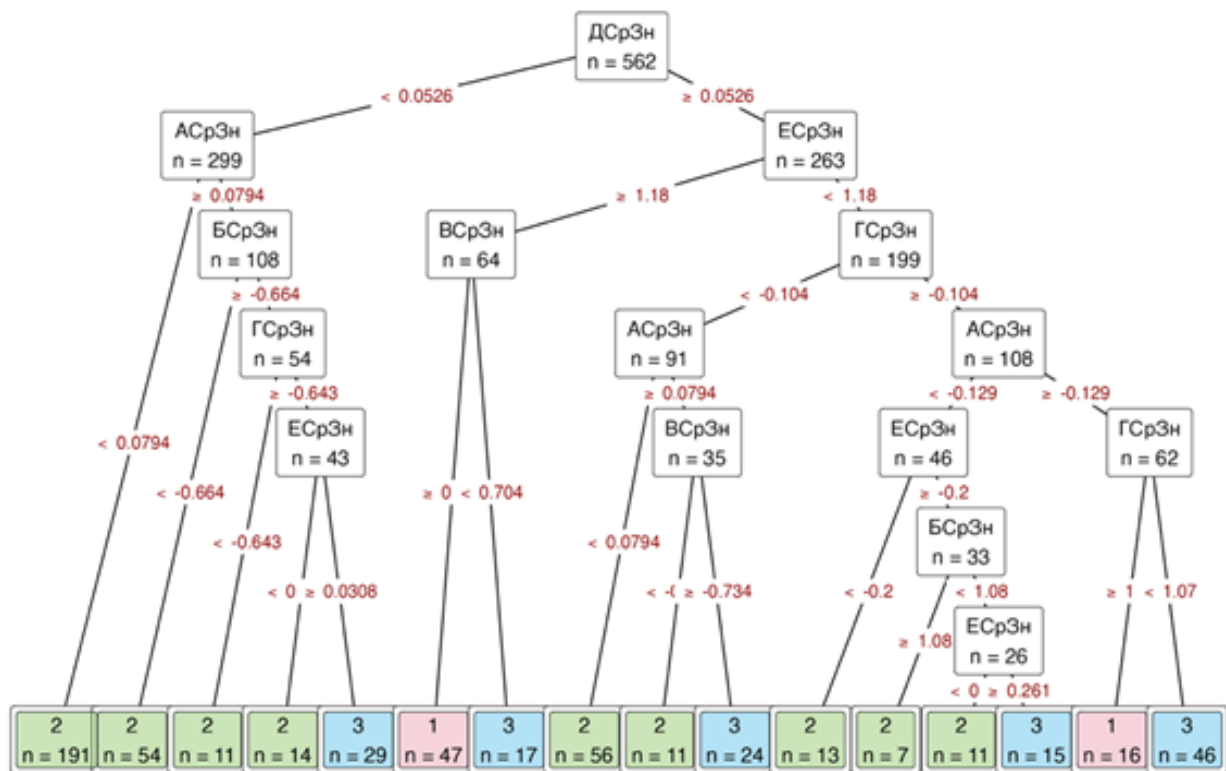 ДСрЗн
n = 562
< 0.0526
≥ 0.0526
АСрЗн
n = 299
ЕСрЗн
n = 263
≥ 0.0794
≥ 1.18
< 1.18
БСрЗн
n = 108
ВСрЗн
n = 64
ГСрЗн
n = 199
≥ -0.664
< -0.104
≥ -0.104
ГСрЗн
n = 54
АСрЗн
n = 91
АСрЗн
n = 108
≥ -0.643
≥ 0.0794
< -0.129
≥ -0.129
< 0.0794
ЕСрЗн
n = 43
ВСрЗн
n = 35
ЕСрЗн
n = 46
ГСрЗн
n = 62
< -0.664
≥ 0 < 0.704
≥ -0.2
< -0.643
< 0.0794
БСрЗн
n = 33
< 0 ≥ 0.0308
≥ -0.734
< -0.2
< 1.08
≥ 1 < 1.07
≥ 1.08
ЕСрЗн
n = 26
< 0 ≥ 0.261
2 2 2 2 3 1 3 2 2 3 2 2 2 3 1 3
n = 191 n = 54 n = 11 n = 14 n = 29 n = 47 n = 17 n = 56 n = 11 n = 24 n = 13 n = 7 n = 11 n = 15 n = 16 n = 46